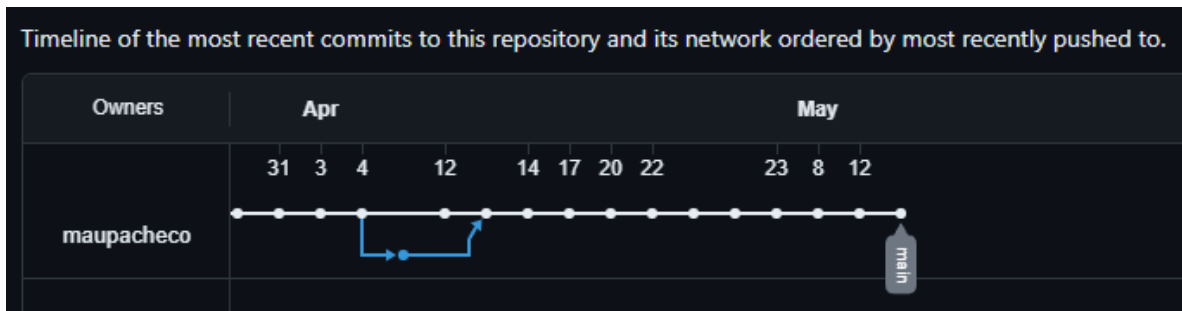 Timeline of the most recent commits to this repository and its network ordered by most recently pushed to.
Owners Apr May
31 3 4 12 14 17 20 22 23 8 12
maupacheco
main